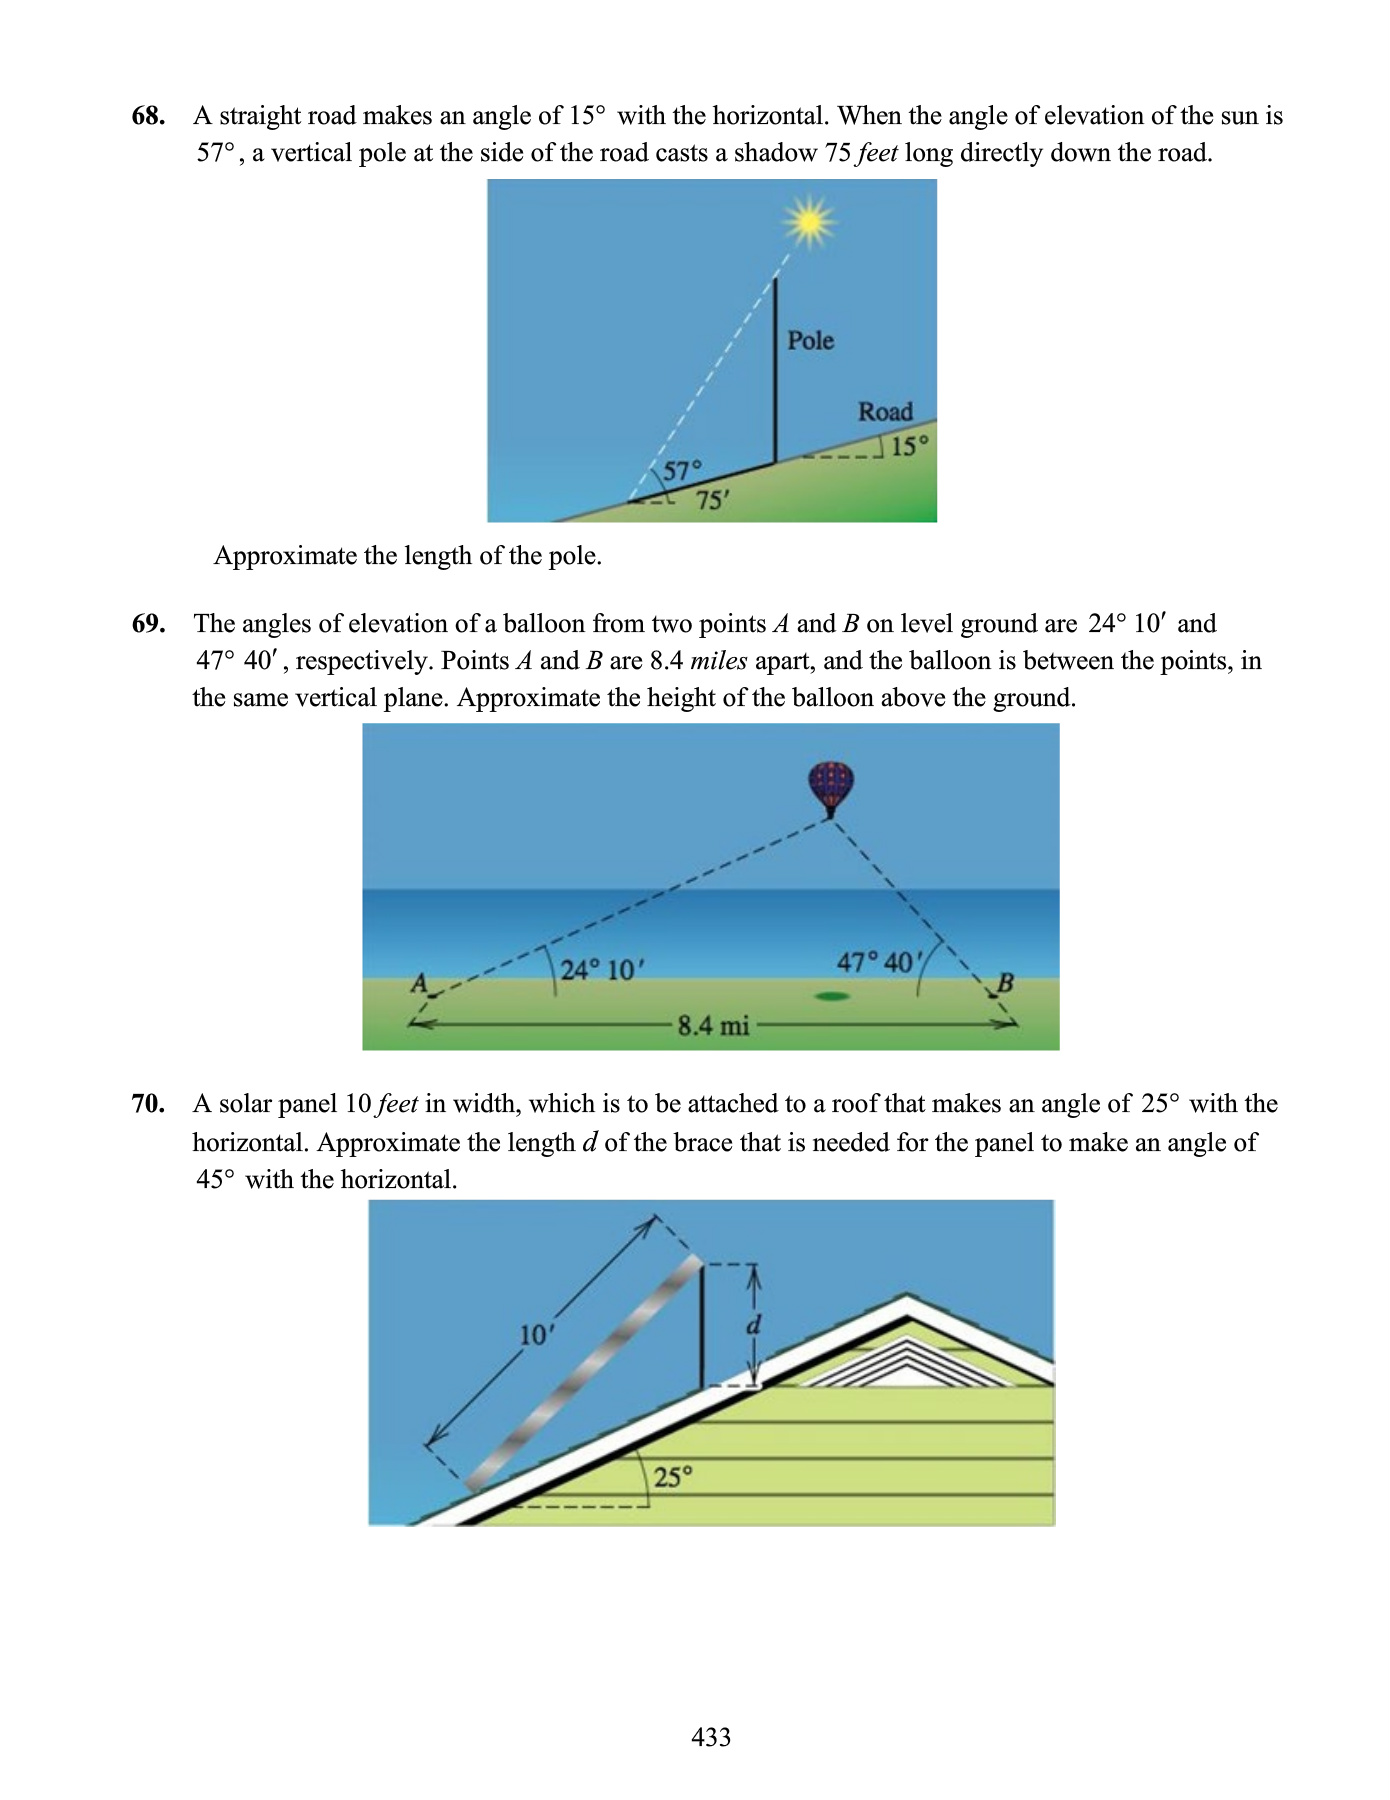 68. A straight road makes an angle of 15° with the horizontal. When the angle of elevation of the sun is
57°, a vertical pole at the side of the road casts a shadow 75 feet long directly down the road.
Pole
Road
15°
57°
75′
Approximate the length of the pole.
69. The angles of elevation of a balloon from two points A and B on level ground are 24° 10′ and
47° 40′, respectively. Points A and B are 8.4 miles apart, and the balloon is between the points, in
the same vertical plane. Approximate the height of the balloon above the ground.
A 24° 10′ 47° 40′ B
8.4 mi
70. A solar panel 10 feet in width, which is to be attached to a roof that makes an angle of 25° with the
horizontal. Approximate the length d of the brace that is needed for the panel to make an angle of
45° with the horizontal.
10′
d
25°
433